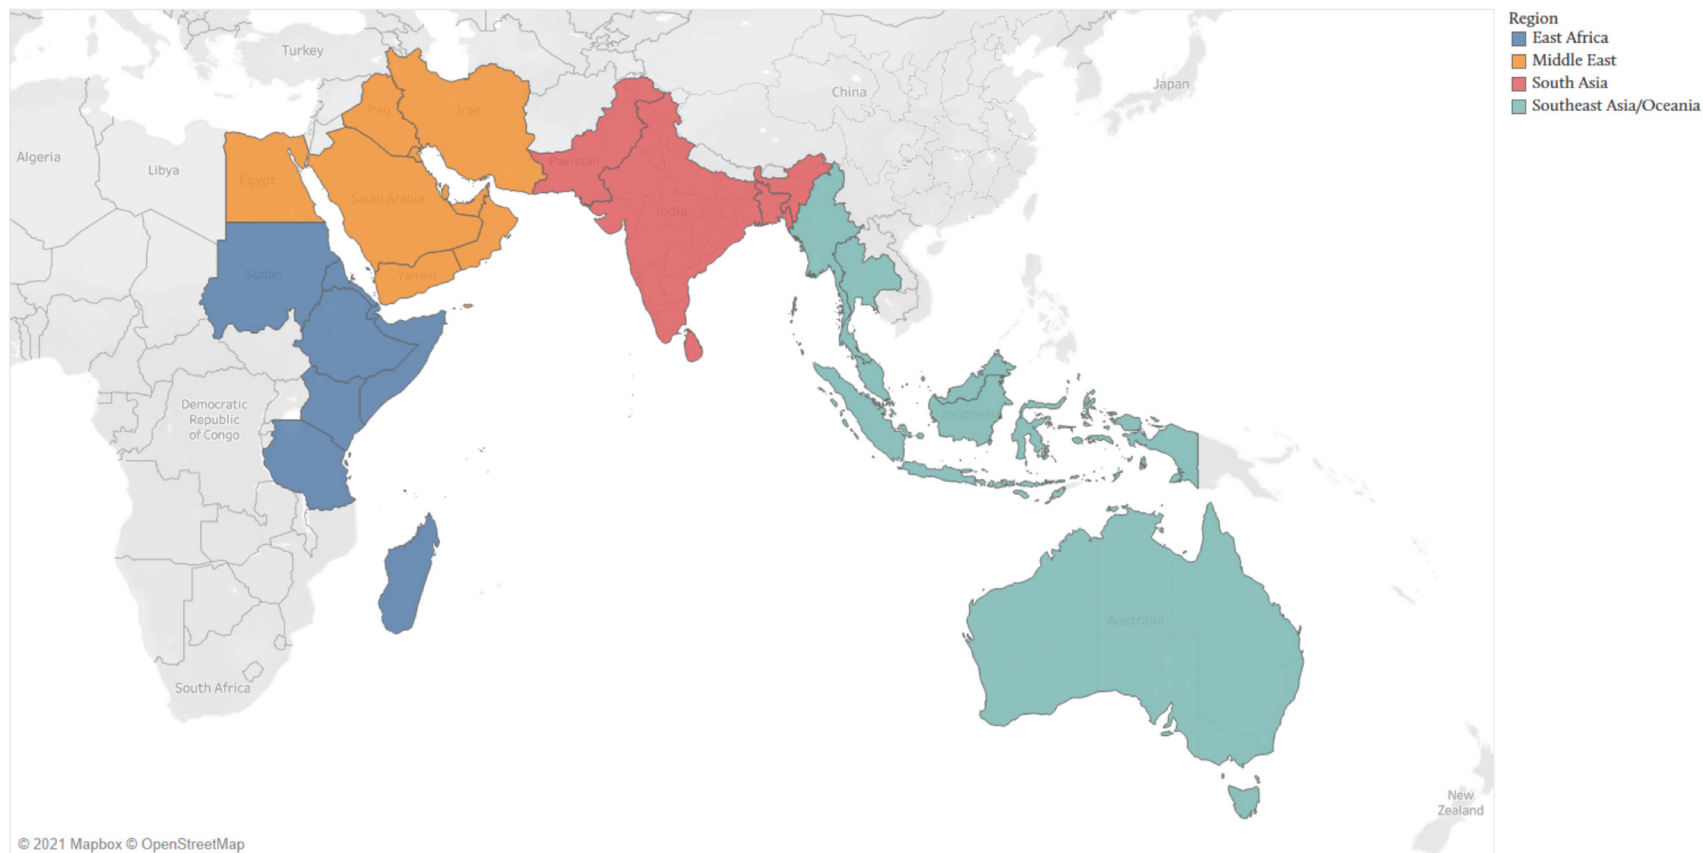 Region
East Africa
Middle East
South Asia
Southeast Asia/Oceania
Turkey
Iraq
Iran
China
Japan
Algeria
Libya
Egypt
Saudi Arabia
Pakistan
India
Sudan
Yemen
Democratic
Republic
of Congo
Indonesia
Australia
South Africa
New
Zealand
© 2021 Mapbox © OpenStreetMap